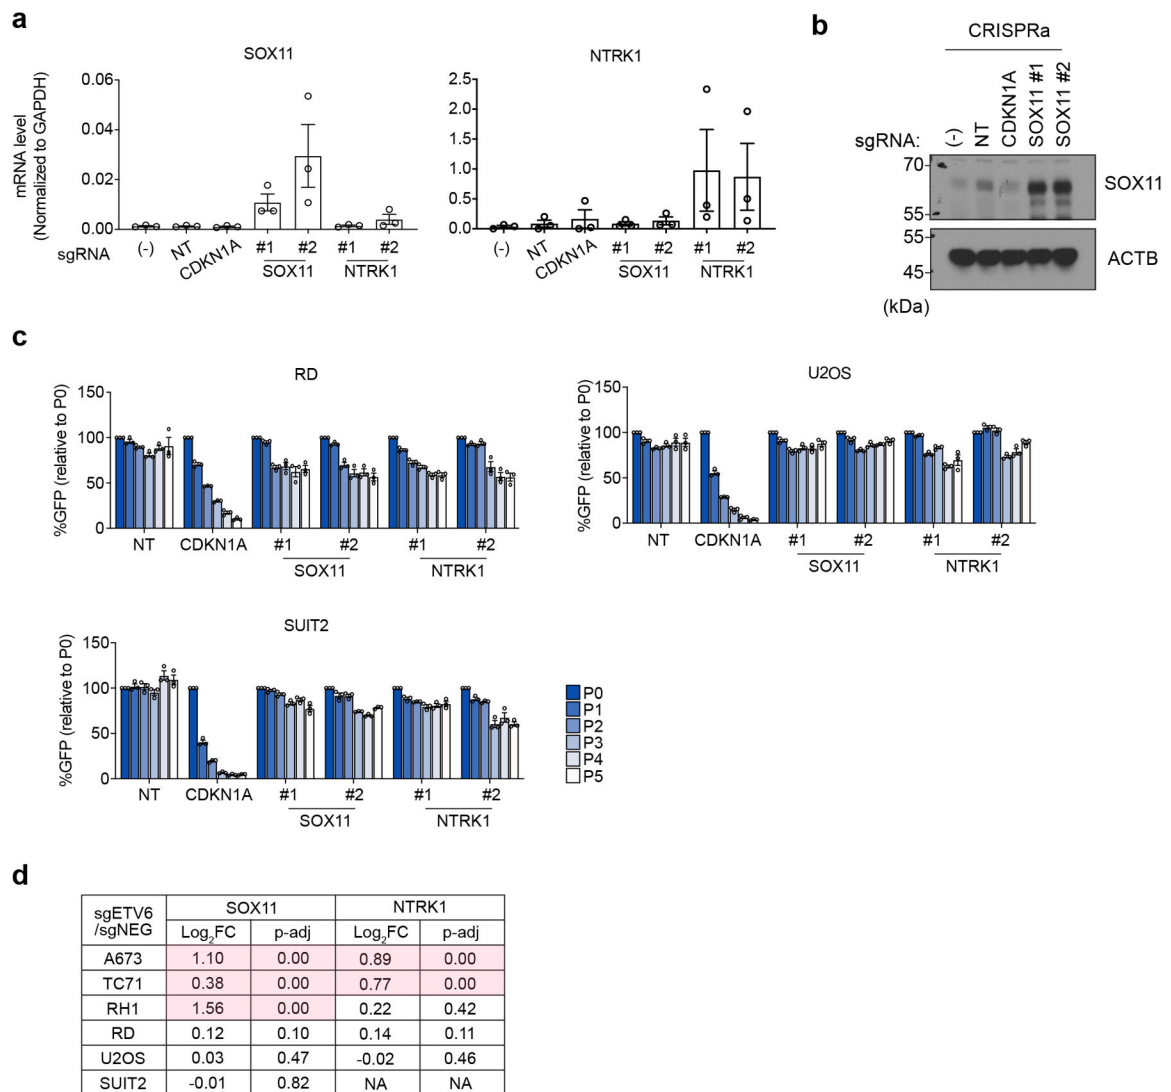 a
SOX11
mRNA level
(Normalized to GAPDH)
0.06
0.04
0.02
0.00
sgRNA
(-)
NT
CDKN1A
#1 #2 #1 #2
SOX11 NTRK1
NTRK1
2.5
2.0
1.5
1.0
0.5
0.0
(-)
NT
CDKN1A
#1 #2 #1 #2
SOX11 NTRK1
b
CRISPRa
sgRNA:
(-)
NT
CDKN1A
SOX11 #1
SOX11 #2
70
55
SOX11
55
45
ACTB
(kDa)
c
RD
%GFP (relative to P0)
150
100
50
0
NT CDKN1A #1 #2 #1 #2
SOX11 NTRK1
U2OS
%GFP (relative to P0)
150
100
50
0
NT CDKN1A #1 #2 #1 #2
SOX11 NTRK1
SUIT2
%GFP (relative to P0)
150
100
50
0
NT CDKN1A #1 #2 #1 #2
SOX11 NTRK1
P0
P1
P2
P3
P4
P5
d
sgETV6
/sgNEG
SOX11 NTRK1
Log2FC p-adj Log2FC p-adj
A673 1.10 0.00 0.89 0.00
TC71 0.38 0.00 0.77 0.00
RH1 1.56 0.00 0.22 0.42
RD 0.12 0.10 0.14 0.11
U2OS 0.03 0.47 -0.02 0.46
SUIT2 -0.01 0.82 NA NA